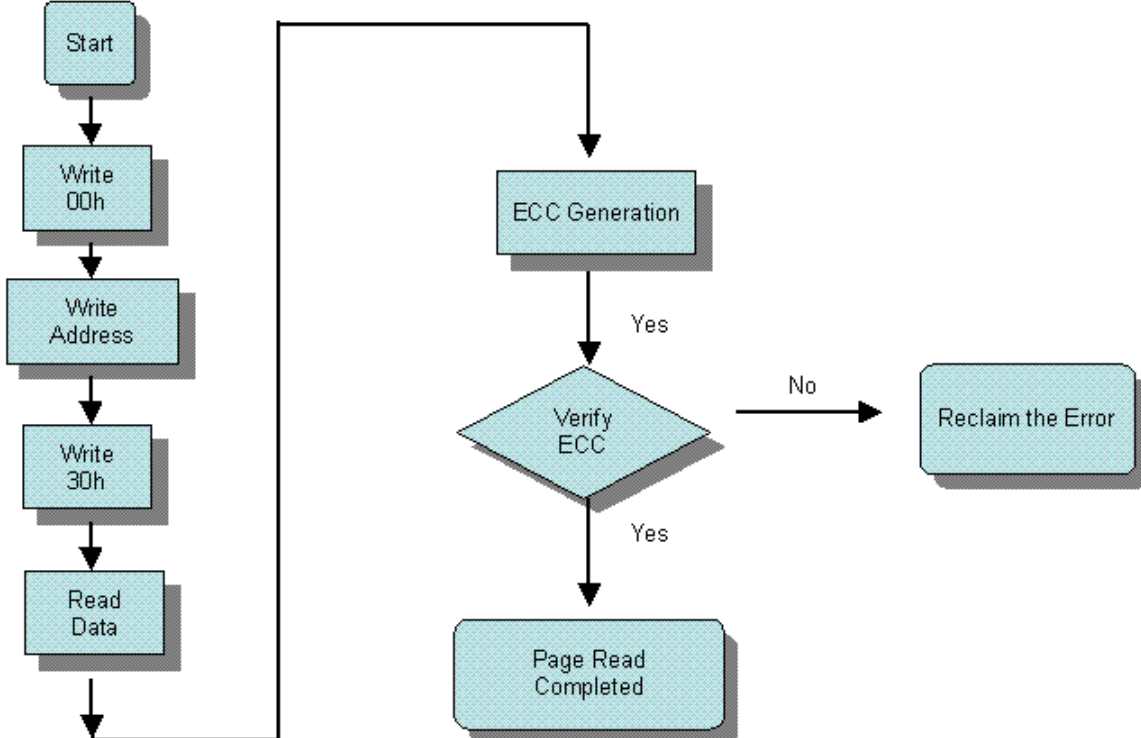 Start
Write
00h
Write
Address
Write
30h
Read
Data
ECC Generation
Yes
Verify
ECC
No
Reclaim the Error
Yes
Page Read
Completed